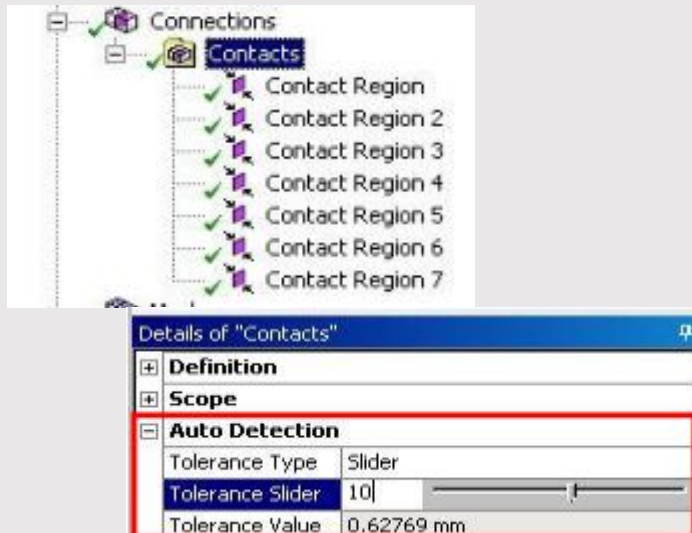 Connections
Contacts
Contact Region
Contact Region 2
Contact Region 3
Contact Region 4
Contact Region 5
Contact Region 6
Contact Region 7
Details of "Contacts"
Definition
Scope
Auto Detection
Tolerance Type Slider
Tolerance Slider 10
Tolerance Value 0.62769 mm